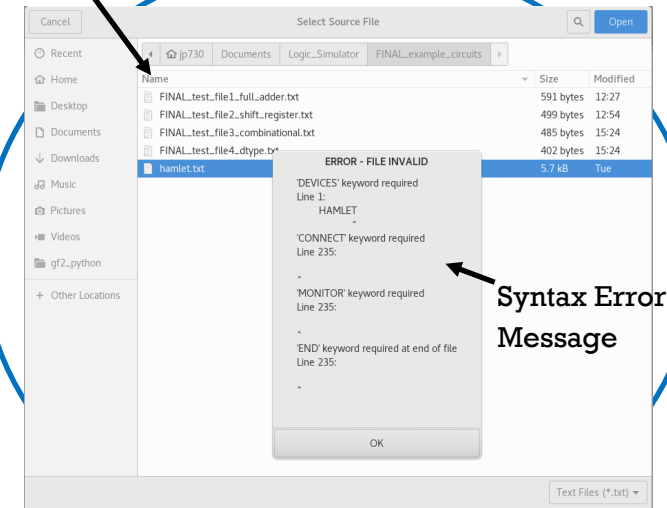 Cancel Select Source File Open
Recent
jp730 Documents Logic_Simulator FINAL_example_circuits
Home
Desktop
Documents
Downloads
Music
Pictures
Videos
gf2_python
+ Other Locations
Name Size Modified
FINAL_test_file1_full_adder.txt 591 bytes 12:27
FINAL_test_file2_shift_register.txt 499 bytes 12:54
FINAL_test_file3_combinational.txt 485 bytes 15:24
FINAL_test_file4_dtype.txt 402 bytes 15:24
hamlet.txt 5.7 kB Tue
ERROR - FILE INVALID
'DEVICES' keyword required
Line 1:
HAMLET
^
'CONNECT' keyword required
Line 235:
^
'MONITOR' keyword required
Line 235:
^
'END' keyword required at end of file
Line 235:
^
OK
Syntax Error
Message
Text Files (*.txt)